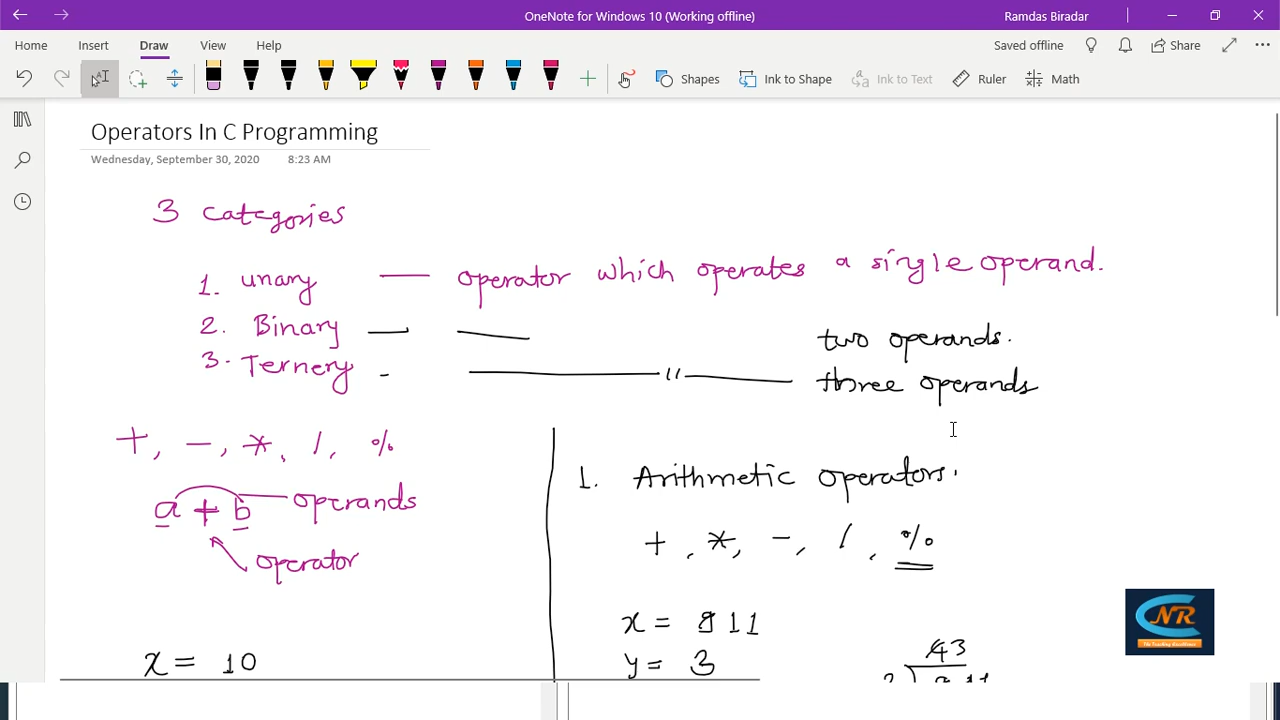 OneNote for Windows 10 (Working offline)
Ramdas Biradar
Home Insert Draw View Help
Saved offline
Share
Shapes
Ink to Shape
Ink to Text
Ruler
Math
Operators In C Programming
Wednesday, September 30, 2020 8:23 AM
3 categories
1. unary — operator which operates a single operand.
2. Binary — — two operands.
3. Ternery - — 〃 — three operands
+, -, *, /, %
a + b operands
operator
x = 10
1. Arithmetic operators.
+, *, -, /, %
x =
11
y = 3
43
NR